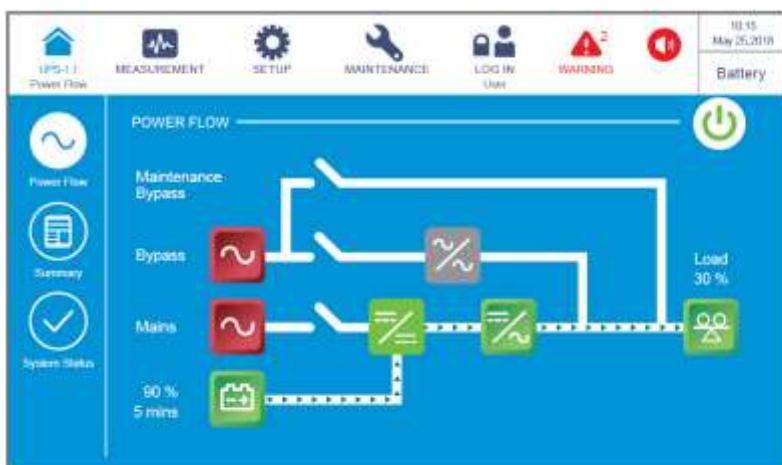 10:15
May 25,2018
UPS-1.1
Power Flow
MEASUREMENT
SETUP
MAINTENANCE
LOG IN
User
2
WARNING
Battery
POWER FLOW
Power Flow
Maintenance
Bypass
Bypass
Load
30 %
Summary
Mains
System Status
90 %
5 mins